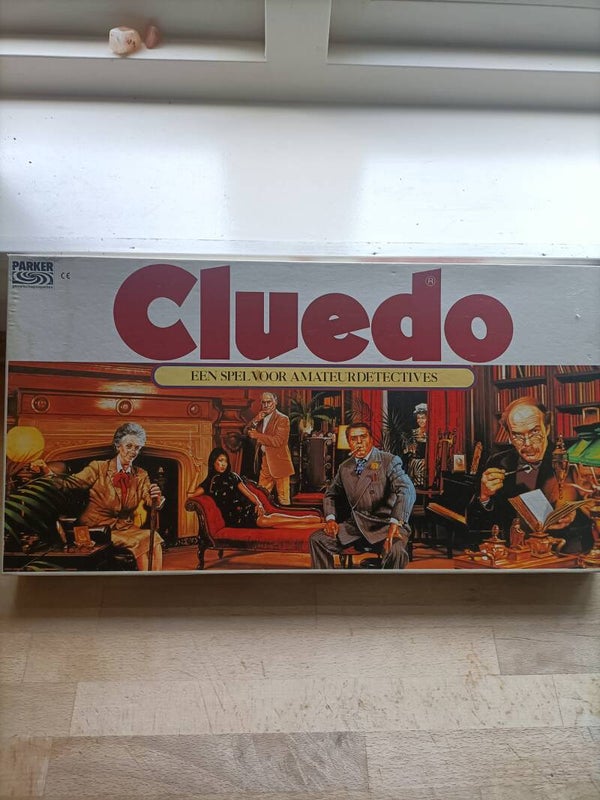 PARKER
CE
Cluedo®
EEN SPEL VOOR AMATEURDETECTIVES